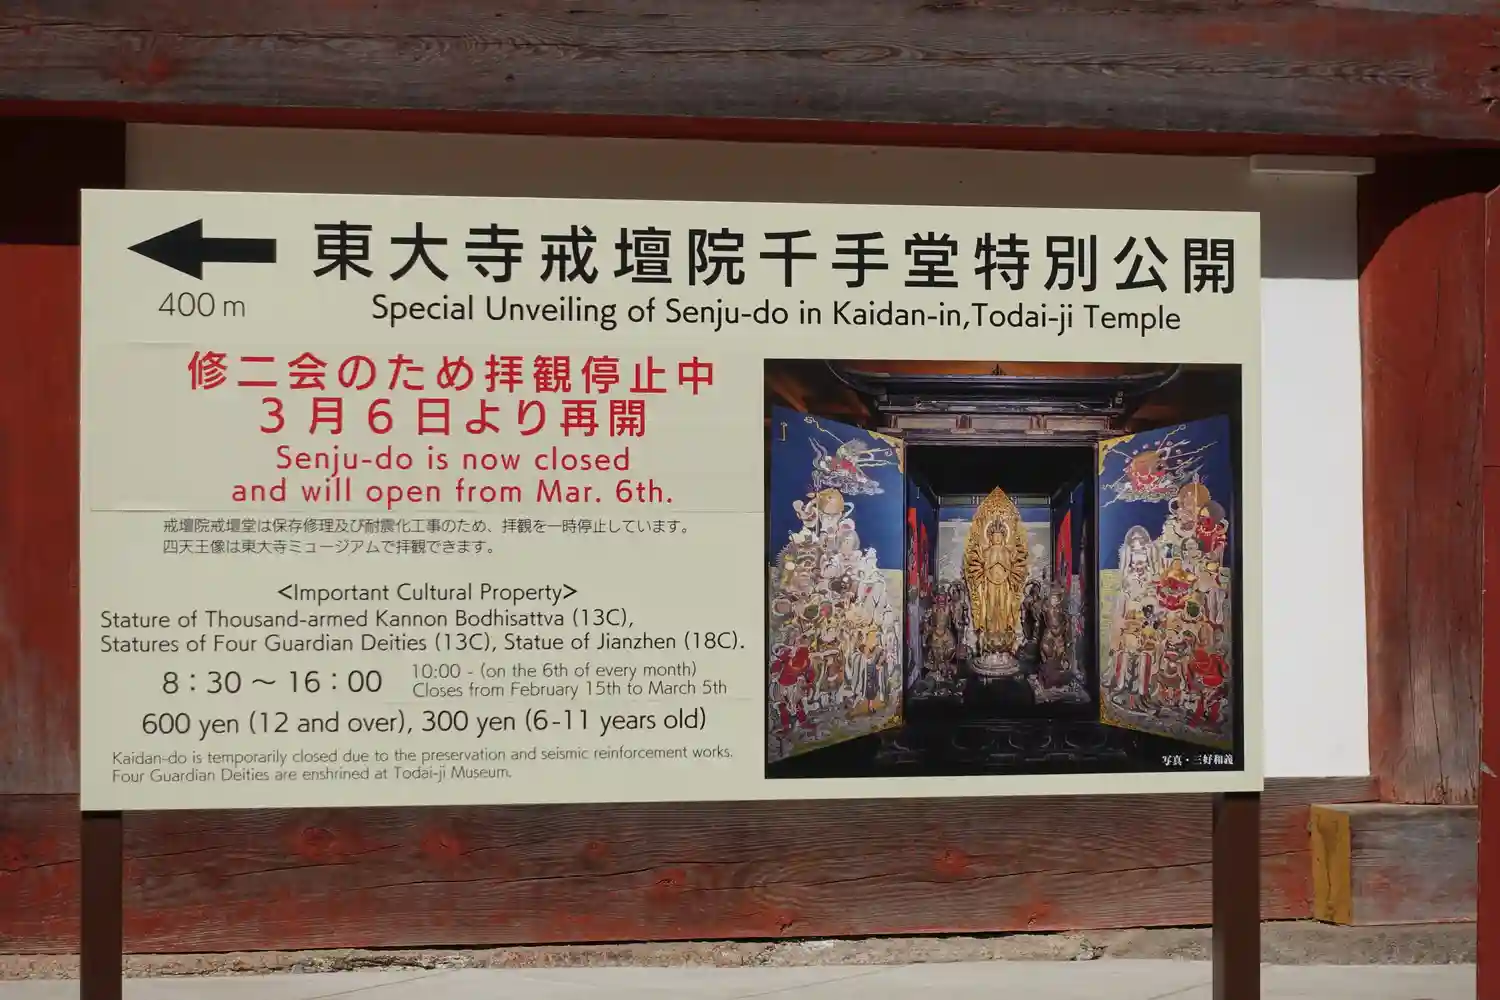 東大寺戒壇院千手堂特別公開
400m
Special Unveiling of Senju-do in Kaidan-in,Todai-ji Temple
修二会のため拝観停止中
3月6日より再開
Senju-do is now closed
and will open from Mar. 6th.
戒壇院戒壇堂は保存修理及び耐震化工事のため、拝観を一時停止しています。
四天王像は東大寺ミュージアムで拝観できます。
<Important Cultural Property>
Stature of Thousand-armed Kannon Bodhisattva (13C),
Statures of Four Guardian Deities (13C), Statue of Jianzhen (18C).
8：30 ～ 16：00
10:00 - (on the 6th of every month)
Closes from February 15th to March 5th
600 yen (12 and over), 300 yen (6-11 years old)
Kaidan-do is temporarily closed due to the preservation and seismic reinforcement works.
Four Guardian Deities are enshrined at Todai-ji Museum.
写真・三好和義